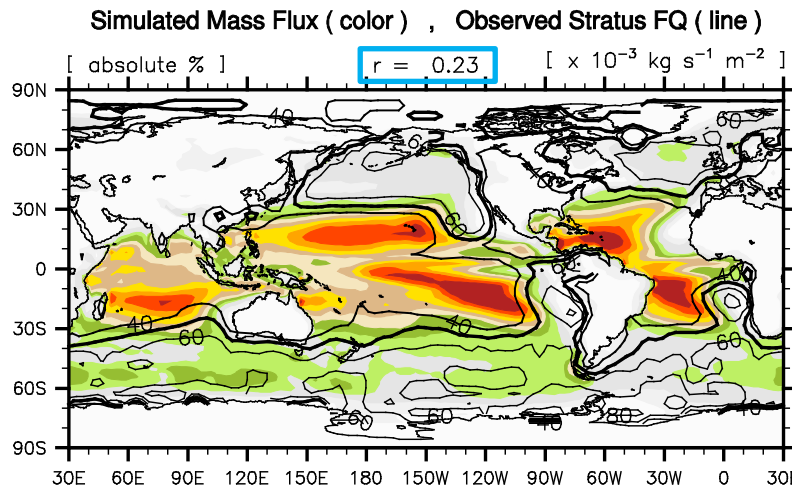 Simulated Mass Flux ( color ) , Observed Stratus FQ ( line )
[ absolute % ] r = 0.23 [ x 10⁻³ kg s⁻¹ m⁻² ]
90N
40
60
60N
30N
60
0
60
40
40
40
30S
60
60
60S
60
60
80
40
40
90S
30E 60E 90E 120E 150E 180 150W 120W 90W 60W 30W 0